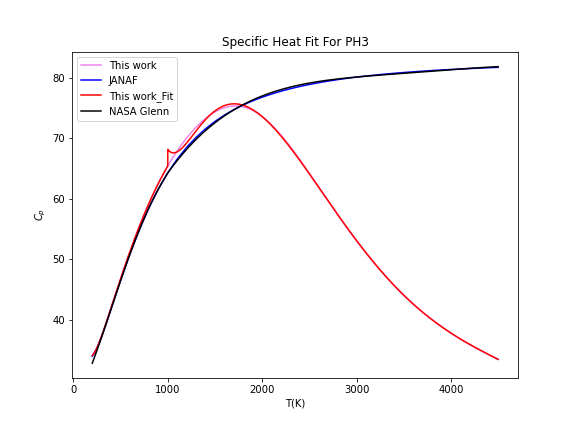 Specific Heat Fit For PH3
This work
JANAF
This work_Fit
NASA Glenn
80
70
60
50
40
C_p
0
1000
2000
3000
4000
T(K)